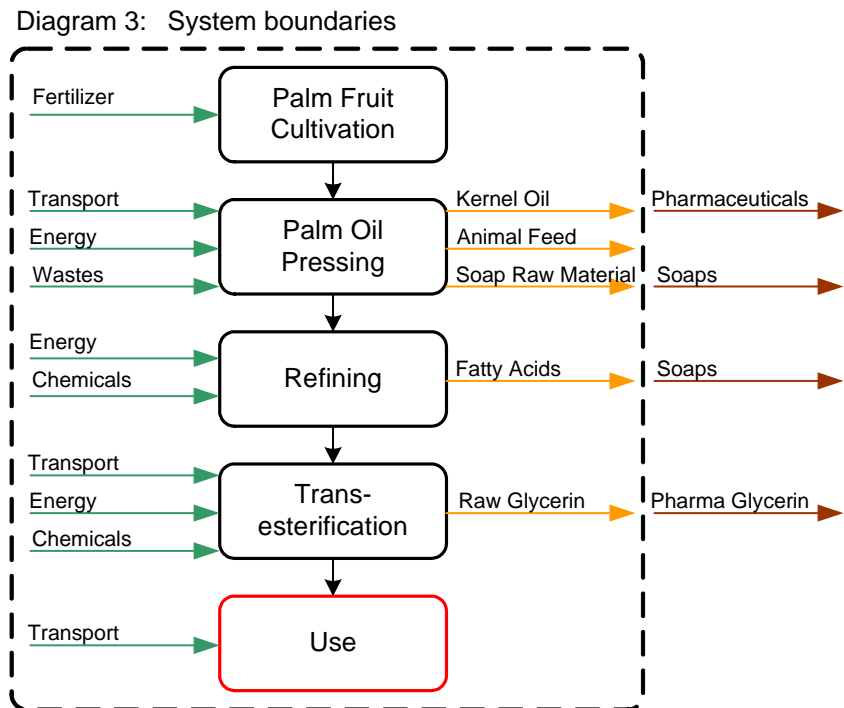 Diagram 3: System boundaries
Fertilizer
Palm Fruit
Cultivation
Transport
Energy
Wastes
Palm Oil
Pressing
Kernel Oil
Animal Feed
Soap Raw Material
Pharmaceuticals
Soaps
Energy
Chemicals
Refining
Fatty Acids
Soaps
Transport
Energy
Chemicals
Trans-
esterification
Raw Glycerin
Pharma Glycerin
Transport
Use